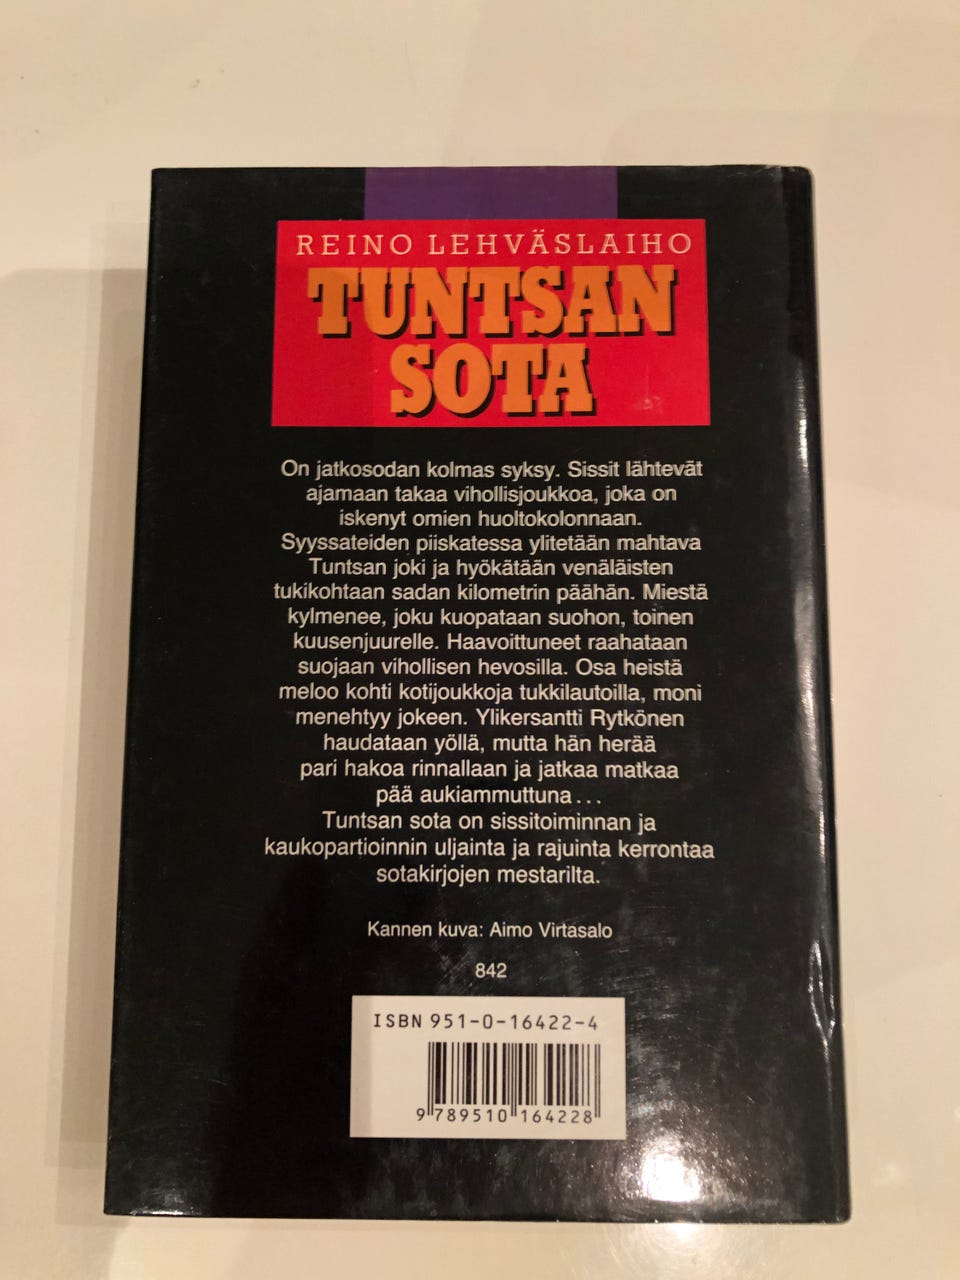 REINO LEHVÄSLAIHO
TUNTSAN
SOTA
On jatkosodan kolmas syksy. Sissit lähtevät
ajamaan takaa vihollisjoukkoa, joka on
iskenyt omien huoltokolonnaan.
Syyssateiden piiskatessa ylitetään mahtava
Tuntsan joki ja hyökätään venäläisten
tukikohtaan sadan kilometrin päähän. Miestä
kylmenee, joku kuopataan suohon, toinen
kuusenjuurelle. Haavoittuneet raahataan
suojaan vihollisen hevosilla. Osa heistä
meloo kohti kotijoukkoja tukkilautoilla, moni
menehtyy jokeen. Ylikersantti Rytkönen
haudataan yöllä, mutta hän herää
pari hakoa rinnallaan ja jatkaa matkaa
pää aukiammuttuna...
Tuntsan sota on sissitoiminnan ja
kaukopartioinnin uljainta ja rajuinta kerrontaa
sotakirjojen mestarilta.
Kannen kuva: Aimo Virtasalo
842
ISBN 951-0-16422-4
9 789510 164228